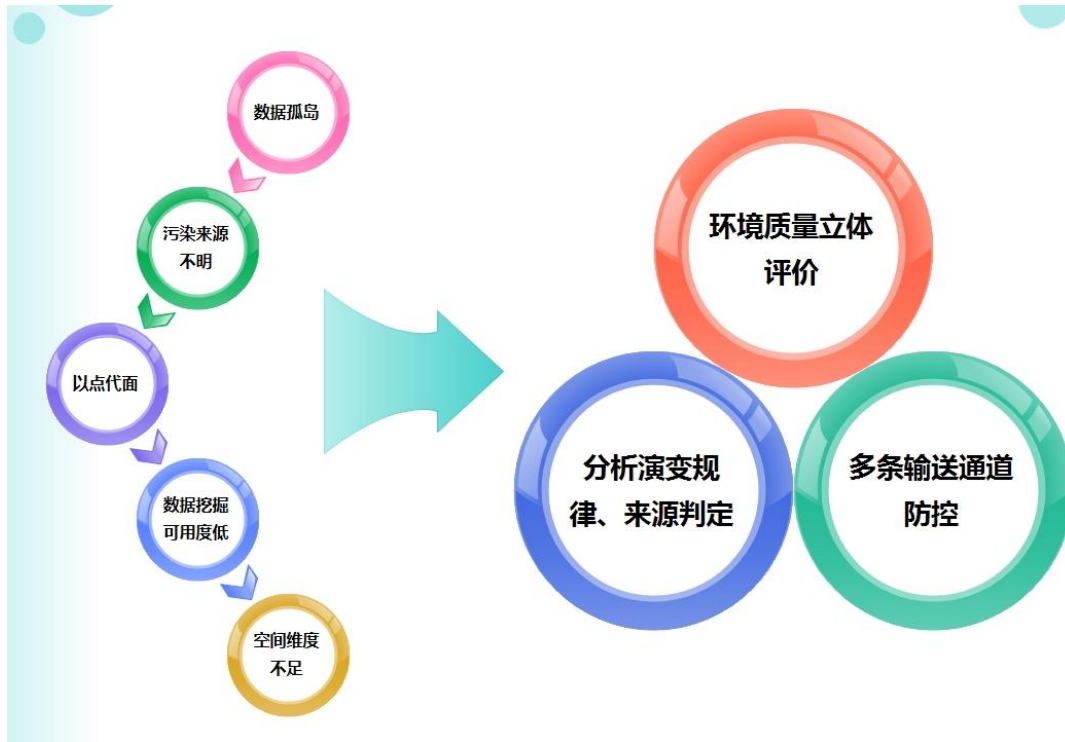 数据孤岛
污染来源
不明
以点代面
数据挖掘
可用度低
空间维度
不足
环境质量立体
评价
分析演变规
律、来源判定
多条输送通道
防控